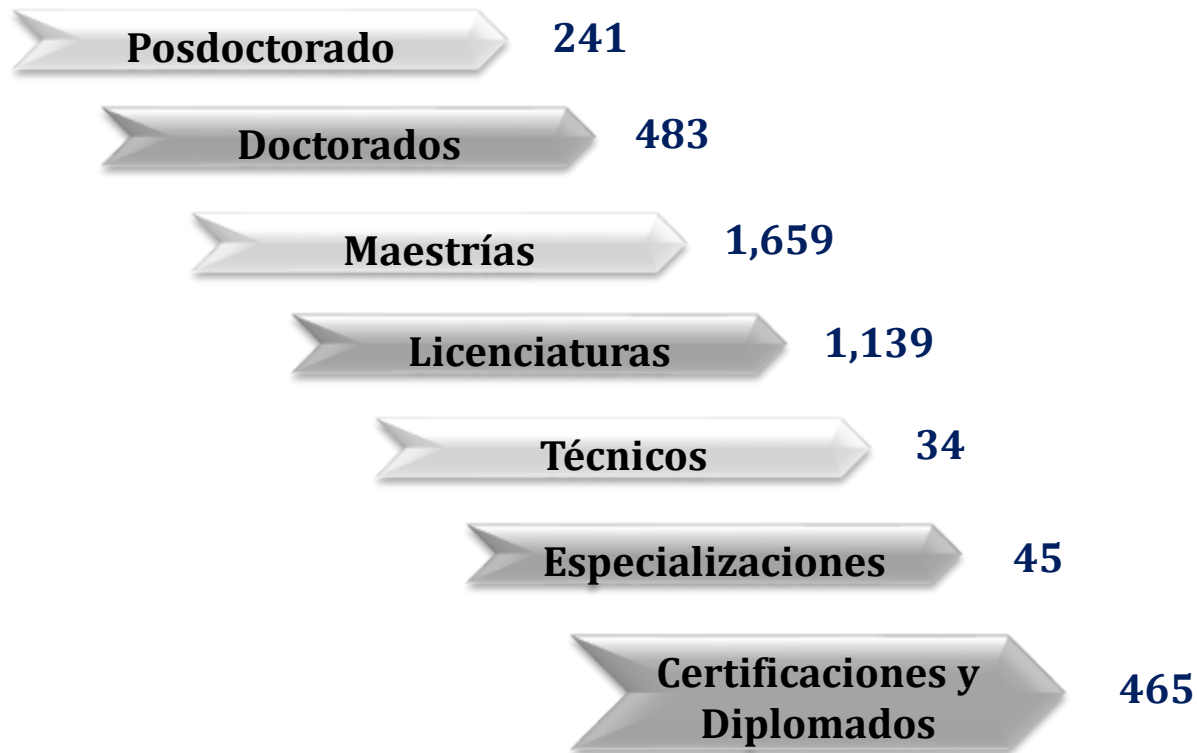 Posdoctorado 241
Doctorados 483
Maestrías 1,659
Licenciaturas 1,139
Técnicos 34
Especializaciones 45
Certificaciones y
Diplomados 465